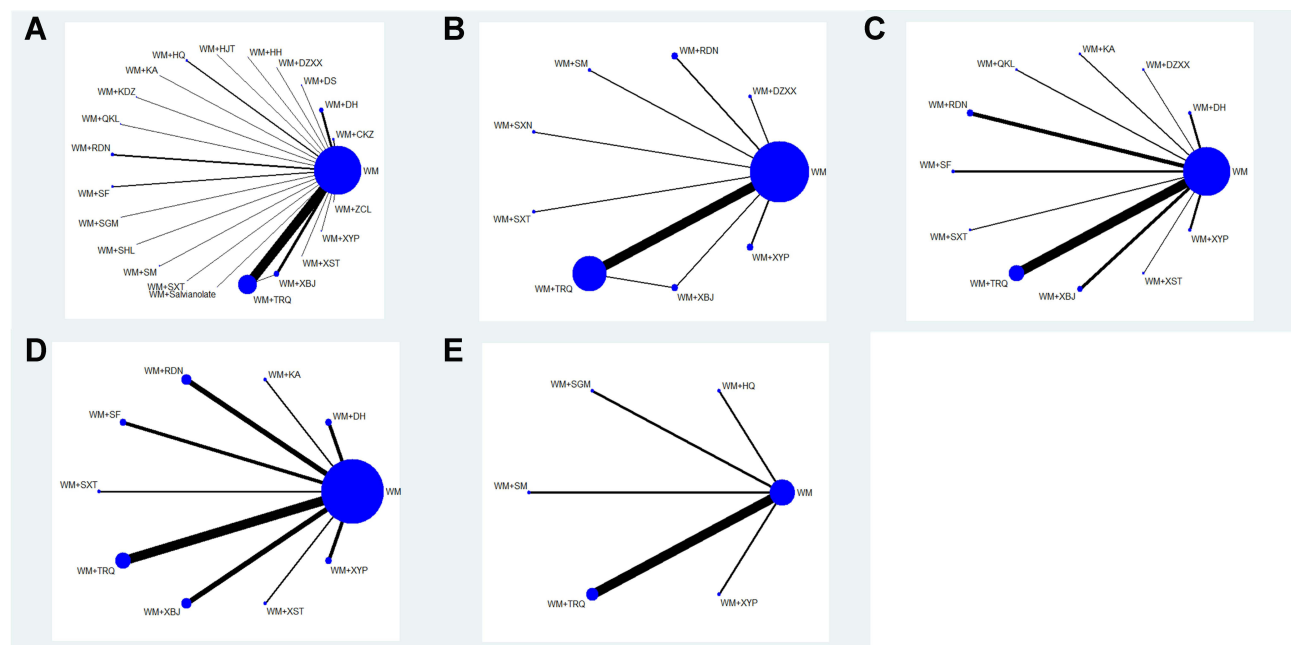 A
WM+HJT
WM+HH
WM+HQ
WM+DZXX
WM+KA
WM+DS
WM+KDZ
WM+DH
WM+QKL
WM+CKZ
WM+RDN
WM
WM+SF
WM+ZCL
WM+SGM
WM+XYP
WM+SHL
WM+XST
WM+SM
WM+XBJ
WM+SXT
WM+Salvianolate
WM+TRQ
B
WM+RDN
WM+SM
WM+DZXX
WM+SXN
WM
WM+SXT
WM+XYP
WM+TRQ
WM+XBJ
C
WM+KA
WM+QKL
WM+DZXX
WM+RDN
WM+DH
WM+SF
WM
WM+SXT
WM+XYP
WM+TRQ
WM+XST
WM+XBJ
D
WM+RDN
WM+KA
WM+SF
WM+DH
WM+SXT
WM
WM+TRQ
WM+XYP
WM+XBJ
WM+XST
E
WM+SGM
WM+HQ
WM+SM
WM
WM+TRQ
WM+XYP